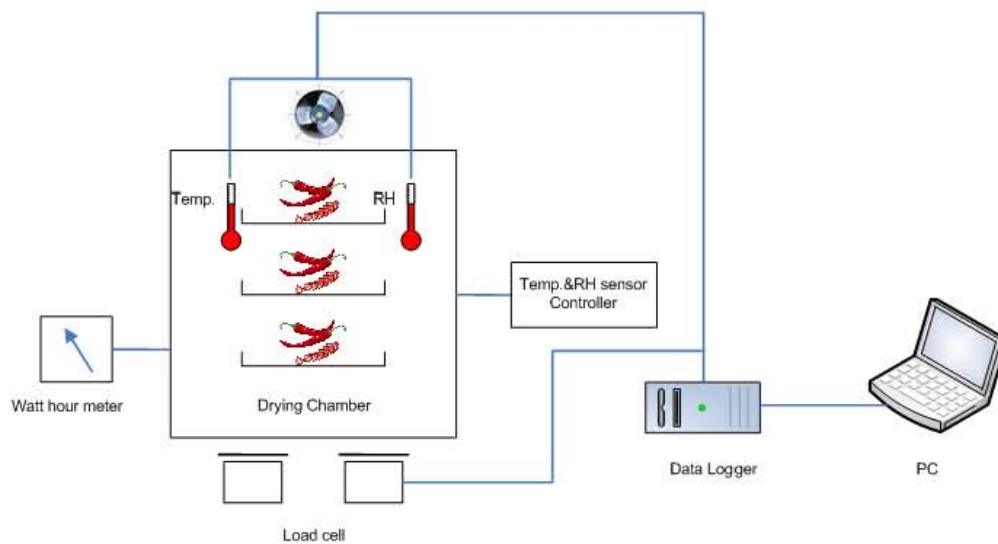 Temp.
RH
Temp.&RH sensor
Controller
Watt hour meter
Drying Chamber
Data Logger
PC
Load cell